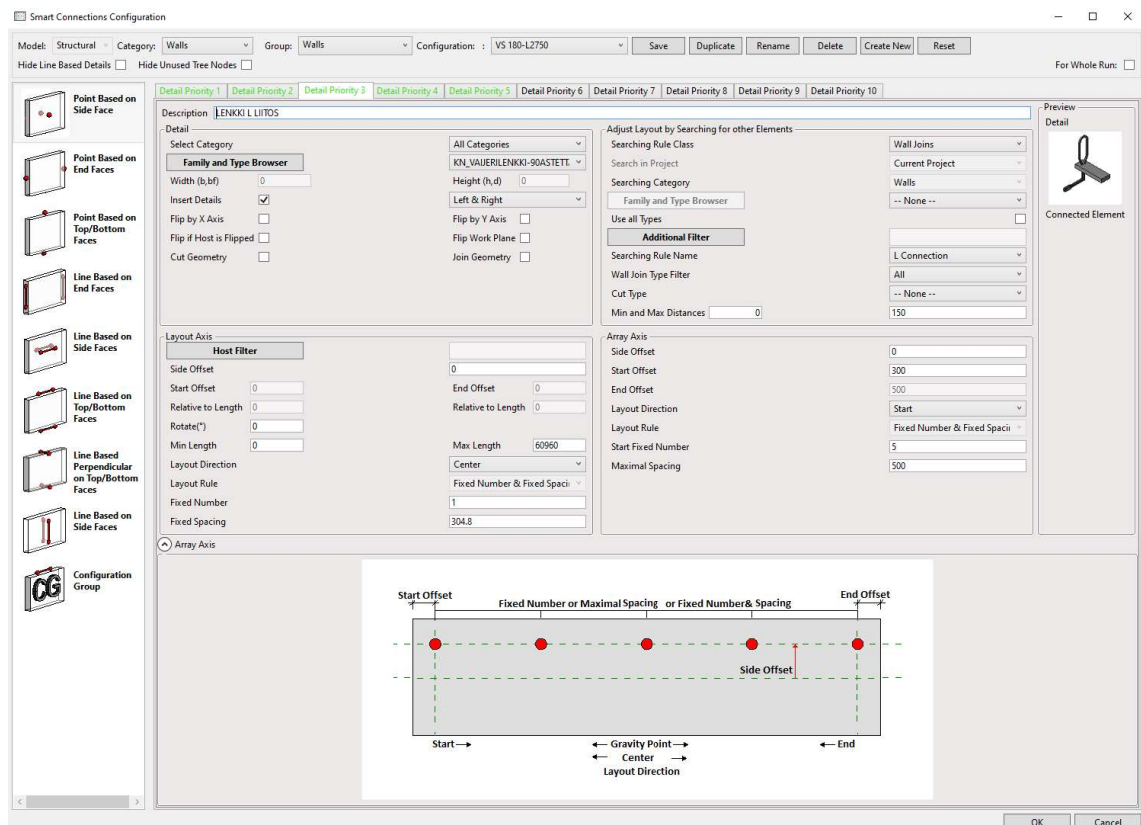 Smart Connections Configuration
Model: Structural Category: Walls Group: Walls Configuration: : VS 180-L2750 Save Duplicate Rename Delete Create New Reset
Hide Line Based Details Hide Unused Tree Nodes For Whole Run:
Point Based on
Side Face
Point Based on
End Faces
Point Based on
Top/Bottom
Faces
Line Based on
End Faces
Line Based on
Side Faces
Line Based on
Top/Bottom
Faces
Line Based
Perpendicular
on Top/Bottom
Faces
Line Based on
Side Faces
CG
Configuration
Group
Detail Priority 1 Detail Priority 2 Detail Priority 3 Detail Priority 4 Detail Priority 5 Detail Priority 6 Detail Priority 7 Detail Priority 8 Detail Priority 9 Detail Priority 10
Description LENKKI L LIITOS
Detail
Select Category All Categories
Family and Type Browser KN_VAIJERILENKKI-90ASTETT
Width (b,bf) 0 Height (h,d) 0
Insert Details Left & Right
Flip by X Axis Flip by Y Axis
Flip if Host is Flipped Flip Work Plane
Cut Geometry Join Geometry
Adjust Layout by Searching for other Elements
Searching Rule Class Wall Joins
Search in Project Current Project
Searching Category Walls
Family and Type Browser -- None --
Use all Types
Additional Filter
Searching Rule Name L Connection
Wall Join Type Filter All
Cut Type -- None --
Min and Max Distances 0 150
Preview
Detail
Connected Element
Layout Axis
Host Filter
Side Offset 0
Start Offset 0 End Offset 0
Relative to Length 0 Relative to Length 0
Rotate(°) 0
Min Length 0 Max Length 60960
Layout Direction Center
Layout Rule Fixed Number & Fixed Spaci
Fixed Number 1
Fixed Spacing 304.8
Array Axis
Side Offset 0
Start Offset 300
End Offset 500
Layout Direction Start
Layout Rule Fixed Number & Fixed Spaci
Start Fixed Number 5
Maximal Spacing 500
Array Axis
Start Offset End Offset
Fixed Number or Maximal Spacing or Fixed Number& Spacing
Side Offset
Start Gravity Point End
Center
Layout Direction
OK Cancel